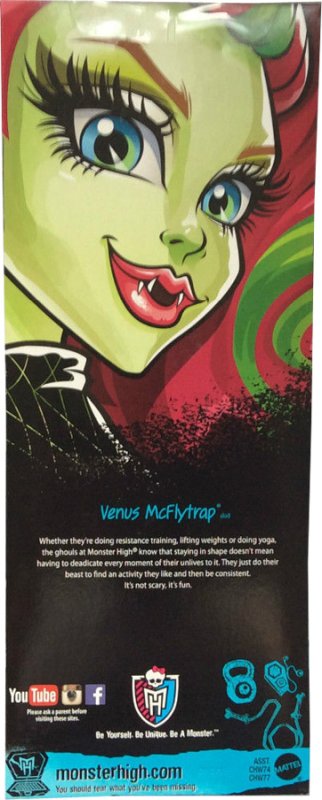 Venus McFlytrap® doll
Whether they're doing resistance training, lifting weights or doing yoga,
the ghouls at Monster High® know that staying in shape doesn't mean
having to deadicate every moment of their unlives to it. They just do their
beast to find an activity they like and then be consistent.
It's not scary, it's fun.
YouTube f
Please ask a parent before
visiting these sites.
Be Yourself. Be Unique. Be A Monster.™
monsterhigh.com
You should fear what you've been missing.
ASST.
CHW74
CHW77
MATTEL